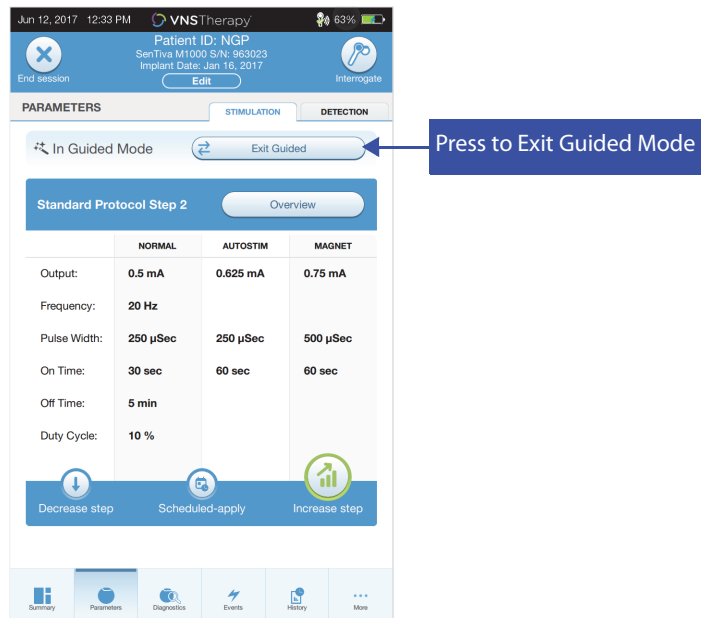 Jun 12, 2017 12:33 PM VNSTherapy 63%
Patient ID: NGP
SenTiva M1000 S/N: 963023
Implant Date: Jan 16, 2017
Edit
End session
Interrogate
PARAMETERS STIMULATION DETECTION
In Guided Mode Exit Guided
Press to Exit Guided Mode
Standard Protocol Step 2 Overview
NORMAL AUTOSTIM MAGNET
Output: 0.5 mA 0.625 mA 0.75 mA
Frequency: 20 Hz
Pulse Width: 250 µSec 250 µSec 500 µSec
On Time: 30 sec 60 sec 60 sec
Off Time: 5 min
Duty Cycle: 10 %
Decrease step Scheduled-apply Increase step
Summary Parameters Diagnostics Events History More